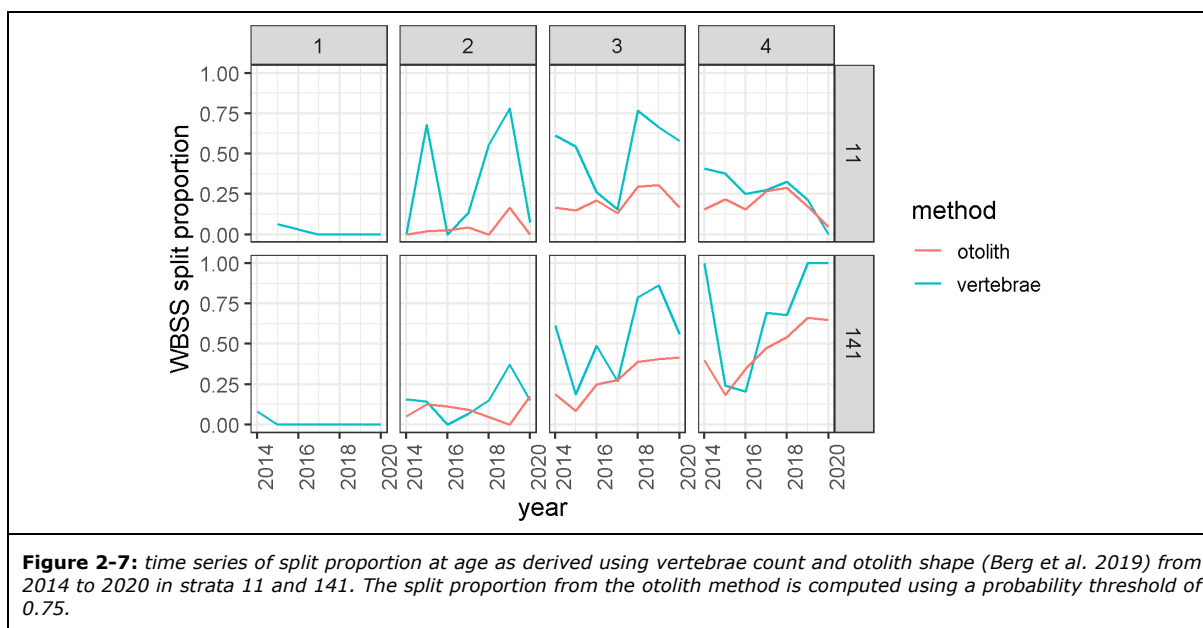 1 2 3 4
1.00
0.75
0.50
0.25
0.00
11
1.00
0.75
0.50
0.25
0.00
141
WBSS split proportion
2014 2016 2018 2020 2014 2016 2018 2020 2014 2016 2018 2020 2014 2016 2018 2020
year
method
otolith
vertebrae
Figure 2-7: time series of split proportion at age as derived using vertebrae count and otolith shape (Berg et al. 2019) from
2014 to 2020 in strata 11 and 141. The split proportion from the otolith method is computed using a probability threshold of
0.75.